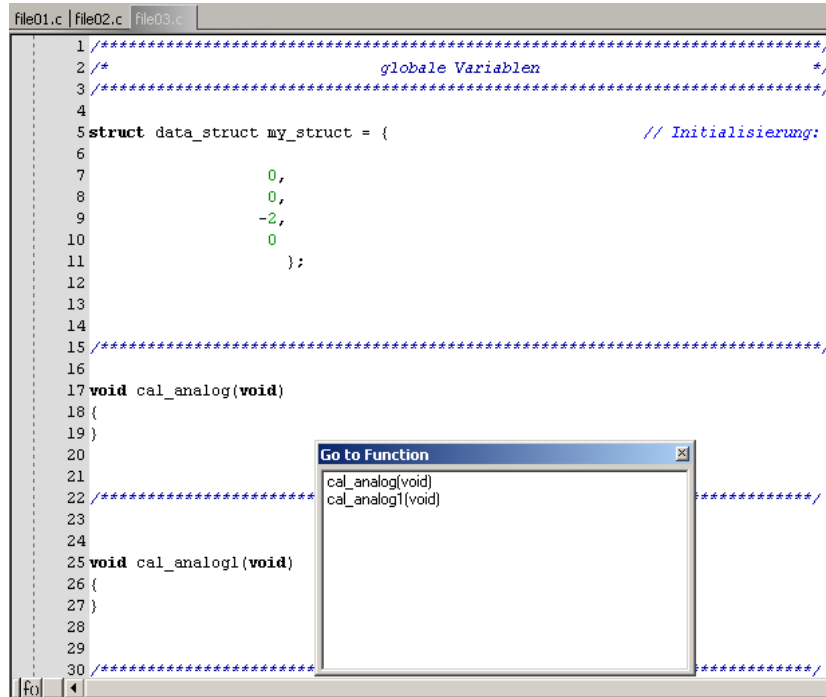 file01.c | file02.c file03.c
1 /*****************************************************************************/
2 /* globale Variablen */
3 /*****************************************************************************/
4
5 struct data_struct my_struct = { // Initialisierung:
6
7 0,
8 0,
9 -2,
10 0
11 };
12
13
14
15 /*****************************************************************************/
16
17 void cal_analog(void)
18 {
19 }
20
21
22 /*****************************************************************************/
23
24
25 void cal_analog1(void)
26 {
27 }
28
29
30 /*****************************************************************************/
Go to Function
cal_analog(void)
cal_analog1(void)
fo